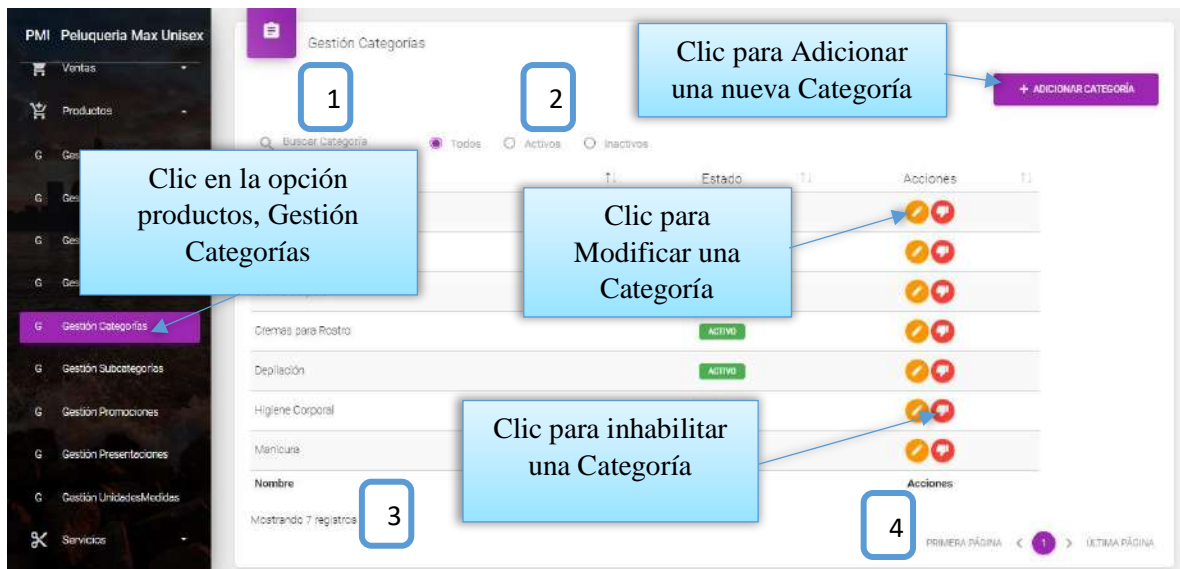 PMI Peluqueria Max Unisex
Ventas
Productos
G
G
G
G
G Gestión Categorías
G Gestión Subcategorías
G Gestión Promociones
G Gestión Presentaciones
G Gestión UnidadesMedidas
Servicios
Gestión Categorías
1
2
Clic para Adicionar
una nueva Categoría
+ ADICIONAR CATEGORÍA
Buscar Categoría
Todos
Activos
Inactivos
Clic en la opción
productos, Gestión
Categorías
Estado
Acciones
Clic para
Modificar una
Categoría
Cremas para Rostro
ACTIVO
Depilación
ACTIVO
Higiene Corporal
Manicura
Clic para inhabilitar
una Categoría
Nombre
Acciones
Mostrando 7 registros
3
4
PRIMERA PÁGINA < 1 > ÚLTIMA PÁGINA